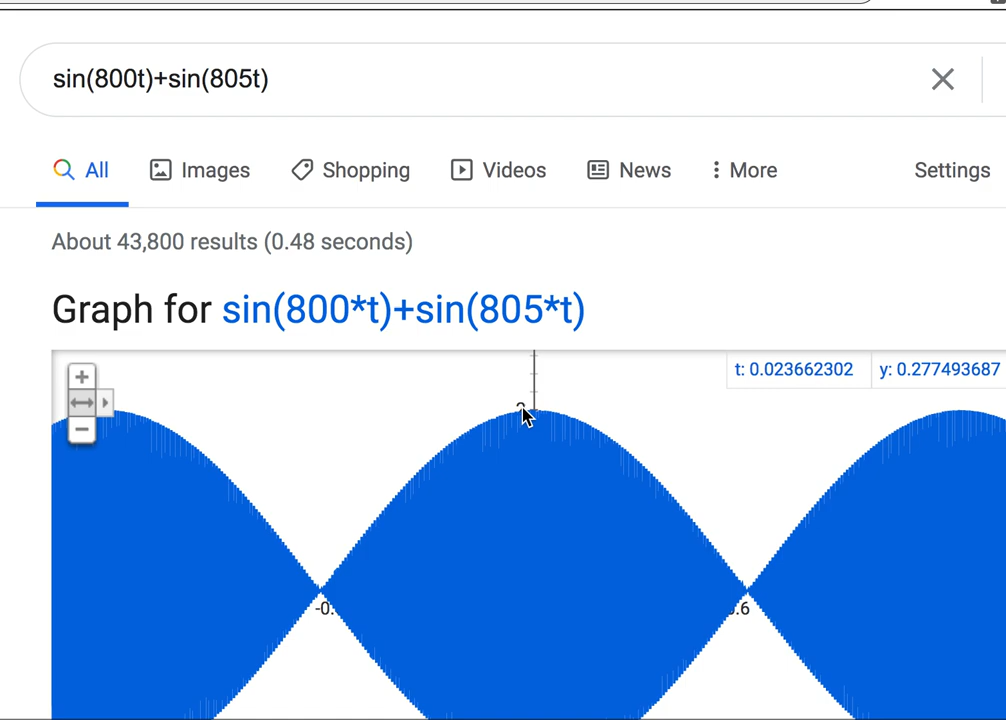 sin(800t)+sin(805t)
All Images Shopping Videos News More Settings
About 43,800 results (0.48 seconds)
Graph for sin(800*t)+sin(805*t)
t: 0.023662302 y: 0.277493687